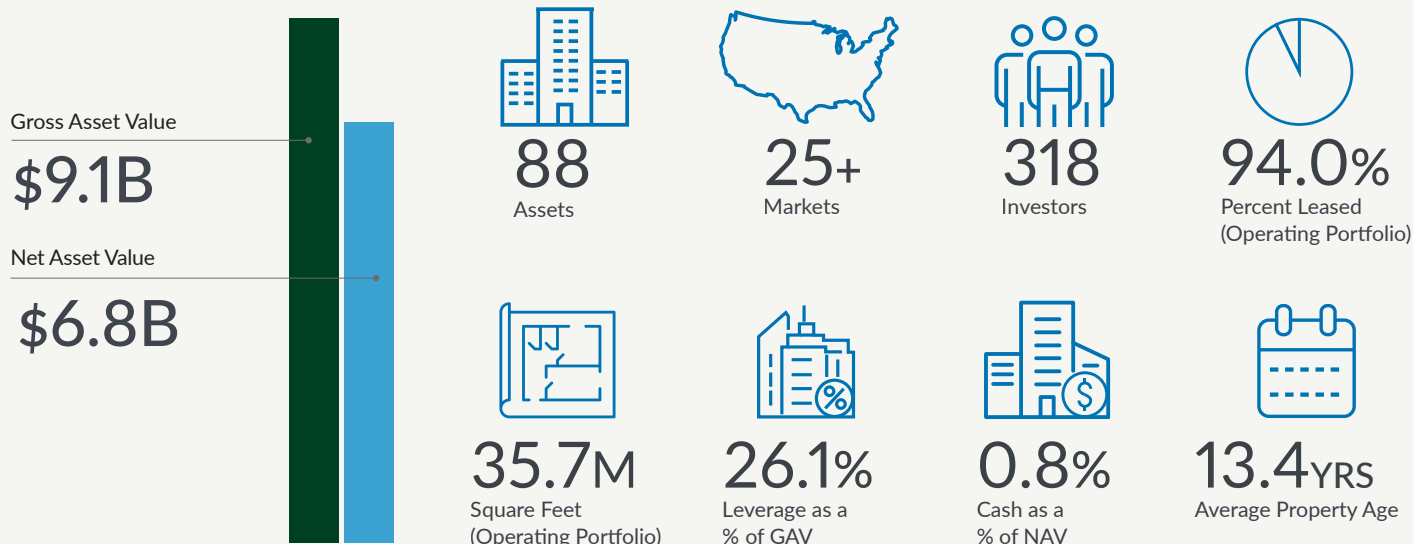 Gross Asset Value
$9.1B
Net Asset Value
$6.8B
88
Assets
25+
Markets
318
Investors
94.0%
Percent Leased
(Operating Portfolio)
35.7M
Square Feet
(Operating Portfolio)
%
26.1%
Leverage as a
% of GAV
$
0.8%
Cash as a
% of NAV
13.4YRS
Average Property Age